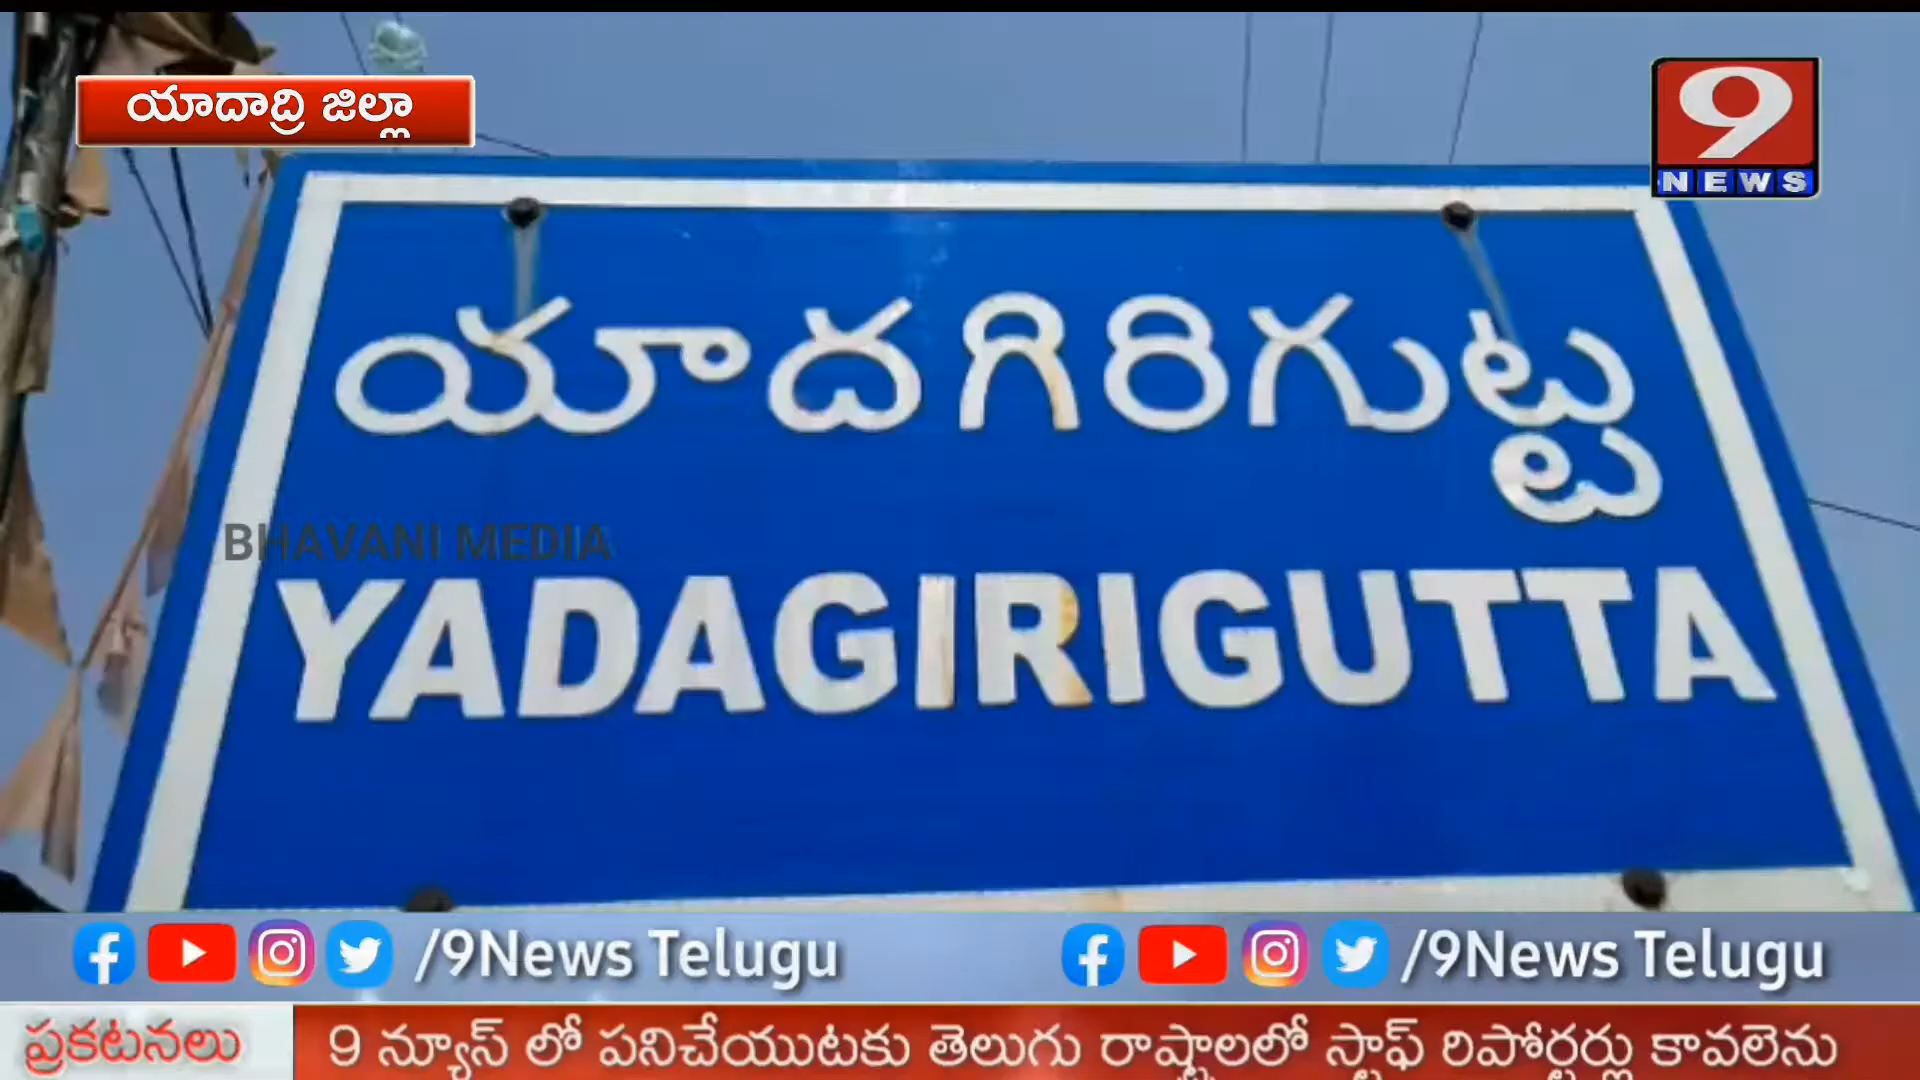 యాదాద్రి జిల్లా
9
NEWS
యాదగిరిగుట్ట
BHAVANI MEDIA
YADAGIRIGUTTA
/9News Telugu
/9News Telugu
ప్రకటనలు
9 న్యూస్ లో పనిచేయుటకు తెలుగు రాష్ట్రాలలో స్టాఫ్ రిపోర్టర్లు కావలెను